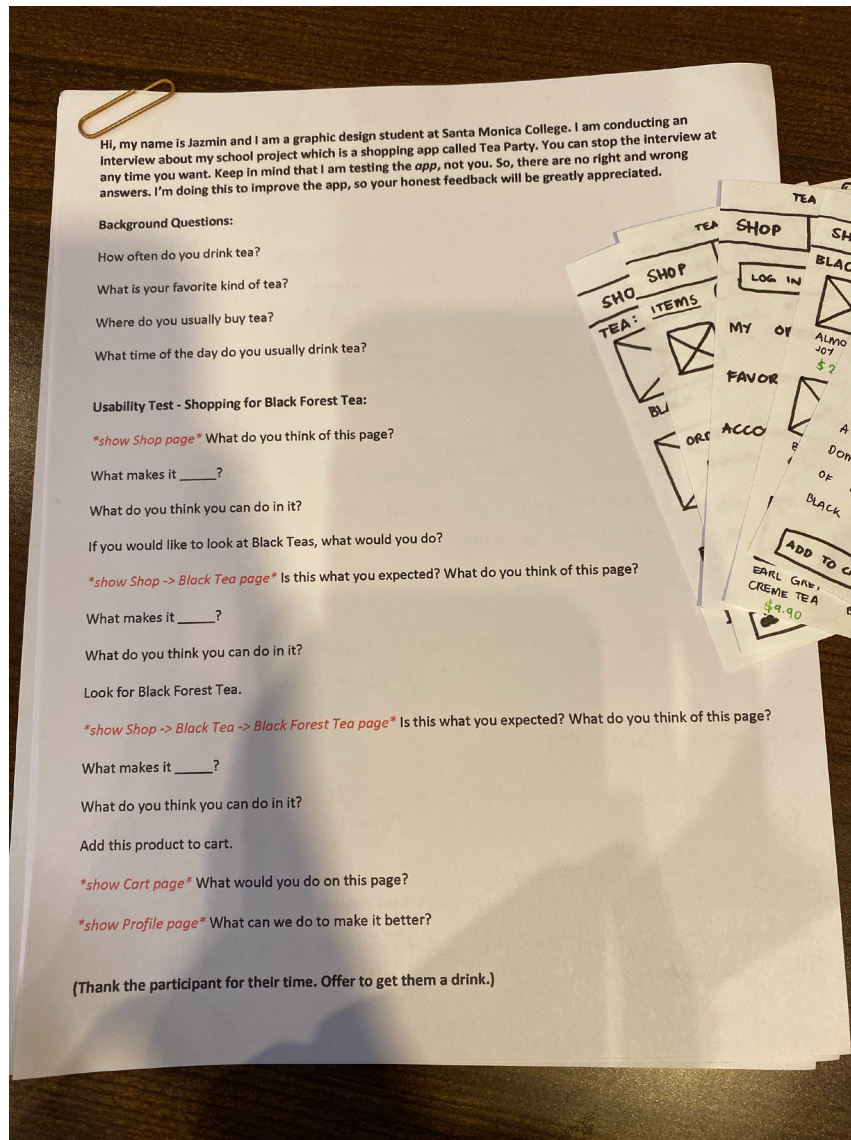 Hi, my name is Jazmin and I am a graphic design student at Santa Monica College. I am conducting an
interview about my school project which is a shopping app called Tea Party. You can stop the interview at
any time you want. Keep in mind that I am testing the app, not you. So, there are no right and wrong
answers. I'm doing this to improve the app, so your honest feedback will be greatly appreciated.
Background Questions:
How often do you drink tea?
What is your favorite kind of tea?
Where do you usually buy tea?
What time of the day do you usually drink tea?
Usability Test - Shopping for Black Forest Tea:
*show Shop page* What do you think of this page?
What makes it _____?
What do you think you can do in it?
If you would like to look at Black Teas, what would you do?
*show Shop -> Black Tea page* Is this what you expected? What do you think of this page?
What makes it _____?
What do you think you can do in it?
Look for Black Forest Tea.
*show Shop -> Black Tea -> Black Forest Tea page* Is this what you expected? What do you think of this page?
What makes it _____?
What do you think you can do in it?
Add this product to cart.
*show Cart page* What would you do on this page?
*show Profile page* What can we do to make it better?
(Thank the participant for their time. Offer to get them a drink.)
SHO
TEA:
BL
TEA
SHOP
ITEMS
ORD
TEA
SHOP
LOG IN
MY OR
FAVOR
ACCO
SH
BLAC
ALMO
JOY
$2
A
DON
OF
BLACK
ADD TO C
EARL GRE
CREME TEA
$9.90